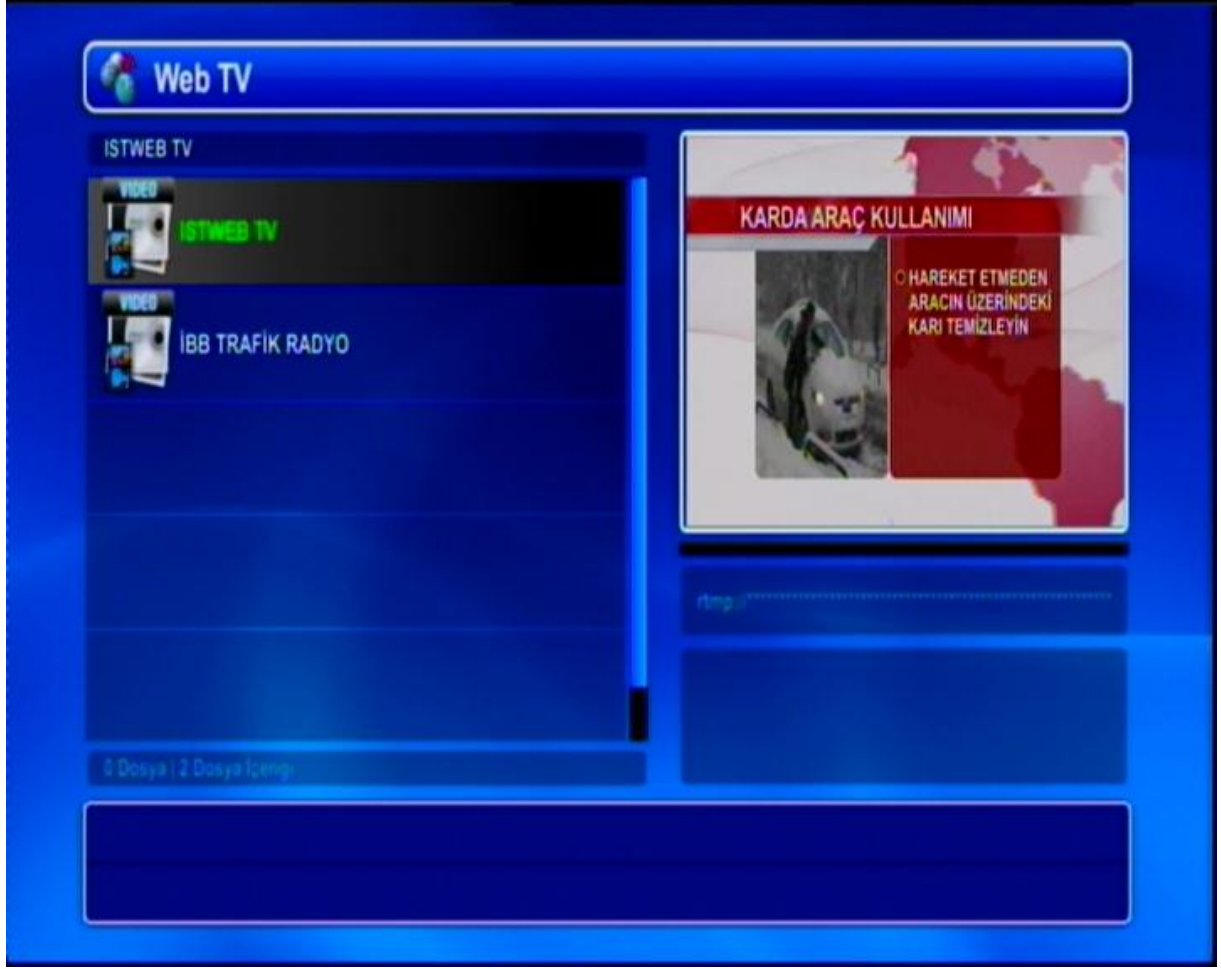 Web TV
ISTWEB TV
VIDEO
ISTWEB TV
VIDEO
İBB TRAFİK RADYO
KARDA ARAÇ KULLANIMI
HAREKET ETMEDEN
ARACIN ÜZERİNDEKİ
KARI TEMİZLEYİN
0 Dosya | 2 Dosya İçeriği